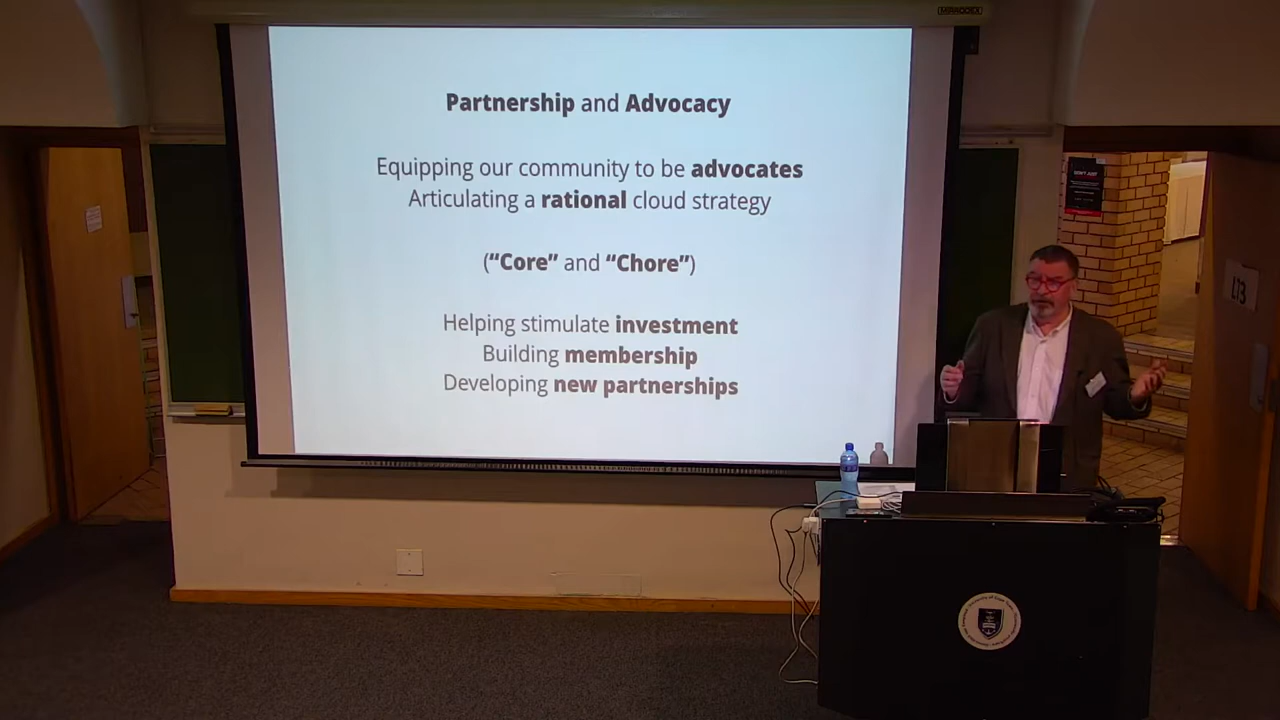 Partnership and Advocacy
Equipping our community to be advocates
Articulating a rational cloud strategy
(“Core” and “Chore”)
Helping stimulate investment
Building membership
Developing new partnerships
LT3